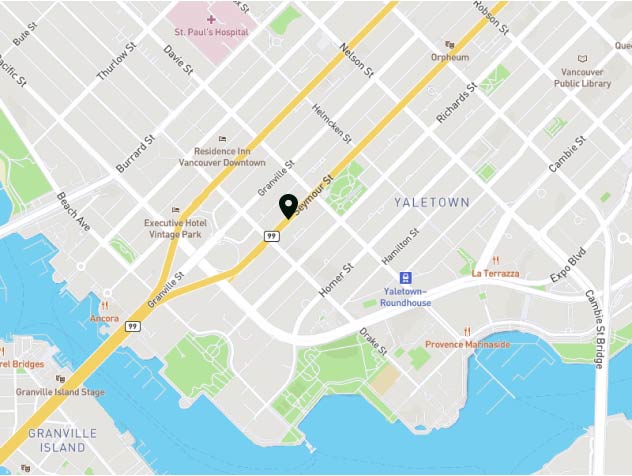 Bute St
St. Paul's Hospital
Robson St
Thurlow St
Nelson St
Orpheum
Davie St
Vancouver
Public Library
Richards St
Helmcken St
Burrard St
Residence Inn
Vancouver Downtown
Cambie St
Granville St
Seymour St
YALETOWN
Beach Ave
Executive Hotel
Vintage Park
99
Hamilton St
Expo Blvd
La Terrazza
Homer St
Granville St
Yaletown-
Roundhouse
Cambie St Bridge
Ancora
99
Drake St
Provence Marinaside
Bridges
Granville Island Stage
GRANVILLE
ISLAND